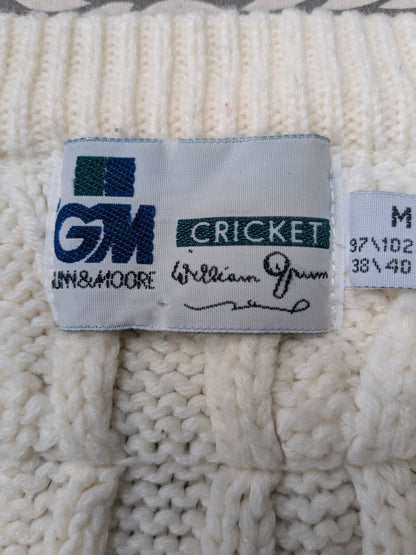 GM
UNN&MOORE
CRICKET
William Gunn
M
97\102
38\40